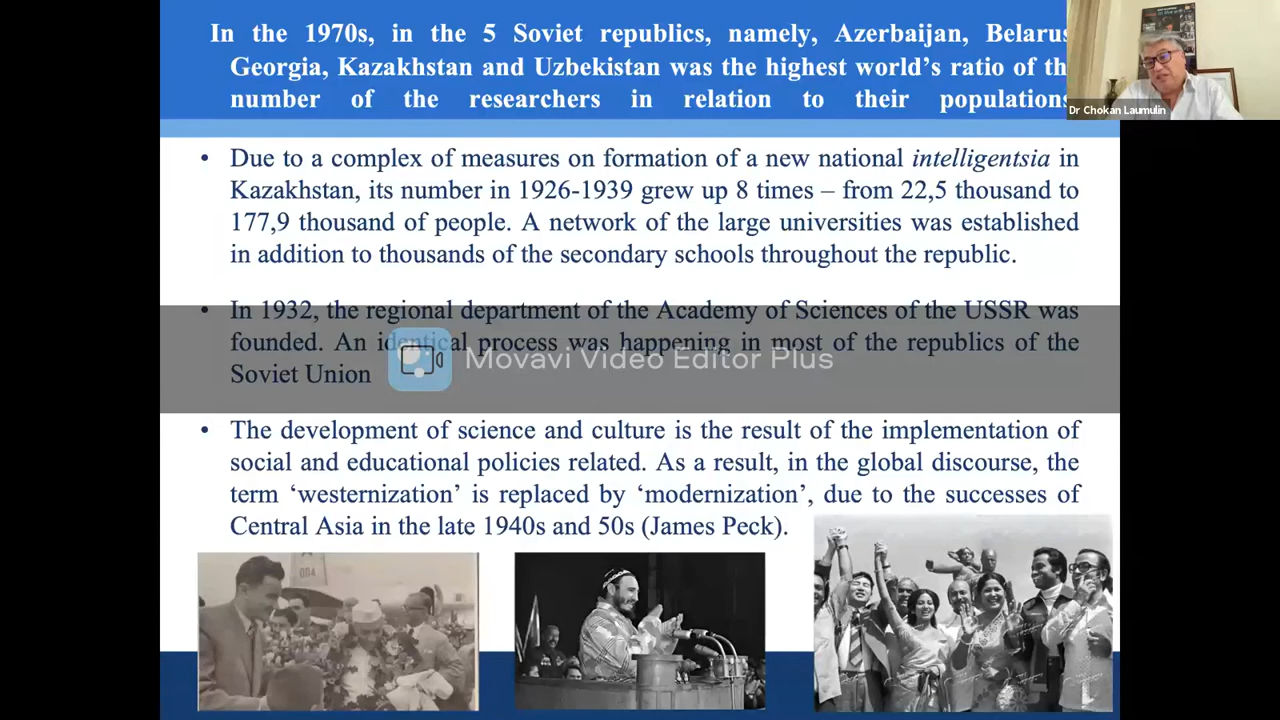 In the 1970s, in the 5 Soviet republics, namely, Azerbaijan, Belarus
Georgia, Kazakhstan and Uzbekistan was the highest world's ratio of th
number of the researchers in relation to their populations
Dr Chokan Laumulin
• Due to a complex of measures on formation of a new national intelligentsia in
Kazakhstan, its number in 1926-1939 grew up 8 times – from 22,5 thousand to
177,9 thousand of people. A network of the large universities was established
in addition to thousands of the secondary schools throughout the republic.
• In 1932, the regional department of the Academy of Sciences of the USSR was
founded. An identical process was happening in most of the republics of the
Soviet Union
Movavi Video Editor Plus
• The development of science and culture is the result of the implementation of
social and educational policies related. As a result, in the global discourse, the
term ‘westernization’ is replaced by ‘modernization’, due to the successes of
Central Asia in the late 1940s and 50s (James Peck).